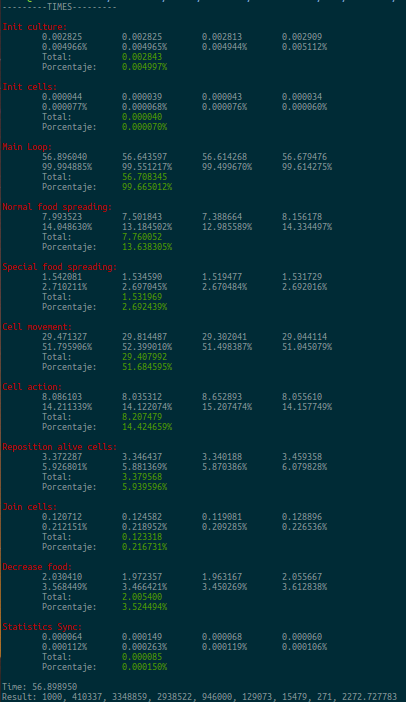 ---------TIMES---------
Init culture:
0.002825 0.002825 0.002813 0.002909
0.004966% 0.004965% 0.004944% 0.005112%
Total: 0.002843
Porcentaje: 0.004997%
Init cells:
0.000044 0.000039 0.000043 0.000034
0.000077% 0.000068% 0.000076% 0.000060%
Total: 0.000040
Porcentaje: 0.000070%
Main Loop:
56.896040 56.643597 56.614268 56.679476
99.994885% 99.551217% 99.499670% 99.614275%
Total: 56.708345
Porcentaje: 99.665012%
Normal food spreading:
7.993523 7.501843 7.388664 8.156178
14.048630% 13.184502% 12.985589% 14.334497%
Total: 7.760052
Porcentaje: 13.638305%
Special food spreading:
1.542081 1.534590 1.519477 1.531729
2.710211% 2.697045% 2.670484% 2.692016%
Total: 1.531969
Porcentaje: 2.692439%
Cell movement:
29.471327 29.814487 29.302041 29.044114
51.795906% 52.399010% 51.498387% 51.045079%
Total: 29.407992
Porcentaje: 51.684595%
Cell action:
8.086103 8.035312 8.652893 8.055610
14.211339% 14.122074% 15.207474% 14.157749%
Total: 8.207479
Porcentaje: 14.424659%
Reposition alive cells:
3.372287 3.346437 3.340188 3.459358
5.926801% 5.881369% 5.870386% 6.079828%
Total: 3.379568
Porcentaje: 5.939596%
Join cells:
0.120712 0.124582 0.119081 0.128896
0.212151% 0.218952% 0.209285% 0.226536%
Total: 0.123318
Porcentaje: 0.216731%
Decrease food:
2.030410 1.972357 1.963167 2.055667
3.568449% 3.466421% 3.450269% 3.612838%
Total: 2.005400
Porcentaje: 3.524494%
Statistics Sync:
0.000064 0.000149 0.000068 0.000060
0.000112% 0.000263% 0.000119% 0.000106%
Total: 0.000085
Porcentaje: 0.000150%
Time: 56.898950
Result: 1000, 410337, 3348859, 2938522, 946000, 129073, 15479, 271, 2272.727783